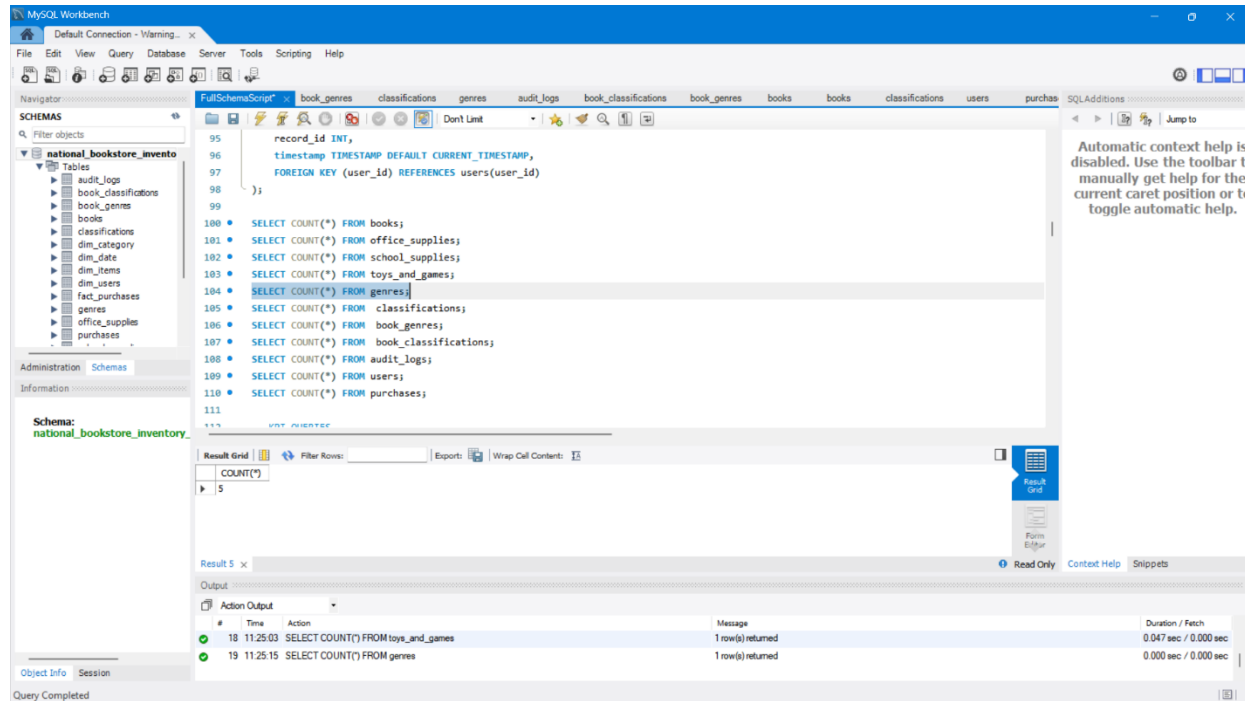 MySQL Workbench
Default Connection - Warning...
File Edit View Query Database Server Tools Scripting Help
Navigator
SCHEMAS
Filter objects
national_bookstore_invento
Tables
audit_logs
book_classifications
book_genres
books
classifications
dim_category
dim_date
dim_items
dim_users
fact_purchases
genres
office_supplies
purchases
Administration Schemas
Information
Schema:
national_bookstore_inventory_
Object Info Session
Query Completed
FullSchemaScript* book_genres classifications genres audit_logs book_classifications book_genres books books classifications users purchas
Don't Limit
95 record_id INT,
96 timestamp TIMESTAMP DEFAULT CURRENT_TIMESTAMP,
97 FOREIGN KEY (user_id) REFERENCES users(user_id)
98 );
99
100 SELECT COUNT(*) FROM books;
101 SELECT COUNT(*) FROM office_supplies;
102 SELECT COUNT(*) FROM school_supplies;
103 SELECT COUNT(*) FROM toys_and_games;
104 SELECT COUNT(*) FROM genres;
105 SELECT COUNT(*) FROM classifications;
106 SELECT COUNT(*) FROM book_genres;
107 SELECT COUNT(*) FROM book_classifications;
108 SELECT COUNT(*) FROM audit_logs;
109 SELECT COUNT(*) FROM users;
110 SELECT COUNT(*) FROM purchases;
111
Result Grid Filter Rows: Export: Wrap Cell Content:
COUNT(*)
5
Result Grid
Form Editor
Result 5
Read Only
Output
Action Output
# Time Action Message Duration / Fetch
18 11:25:03 SELECT COUNT(*) FROM toys_and_games 1 row(s) returned 0.047 sec / 0.000 sec
19 11:25:15 SELECT COUNT(*) FROM genres 1 row(s) returned 0.000 sec / 0.000 sec
SQLAdditions
Jump to
Automatic context help is
disabled. Use the toolbar t
manually get help for the
current caret position or to
toggle automatic help.
Context Help Snippets